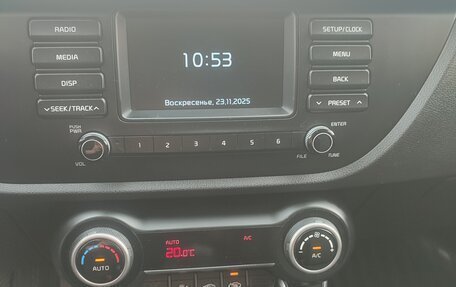 RADIO
MEDIA
DISP
SEEK/TRACK
PUSH
PWR
VOL
10:53
Воскресенье, 23,11,2025
1 2 3 4 5 6
SETUP/CLOCK
MENU
BACK
PRESET
ENTER
FILE
TUNE
AUTO
AUTO
20.0°C
A/C
A/C